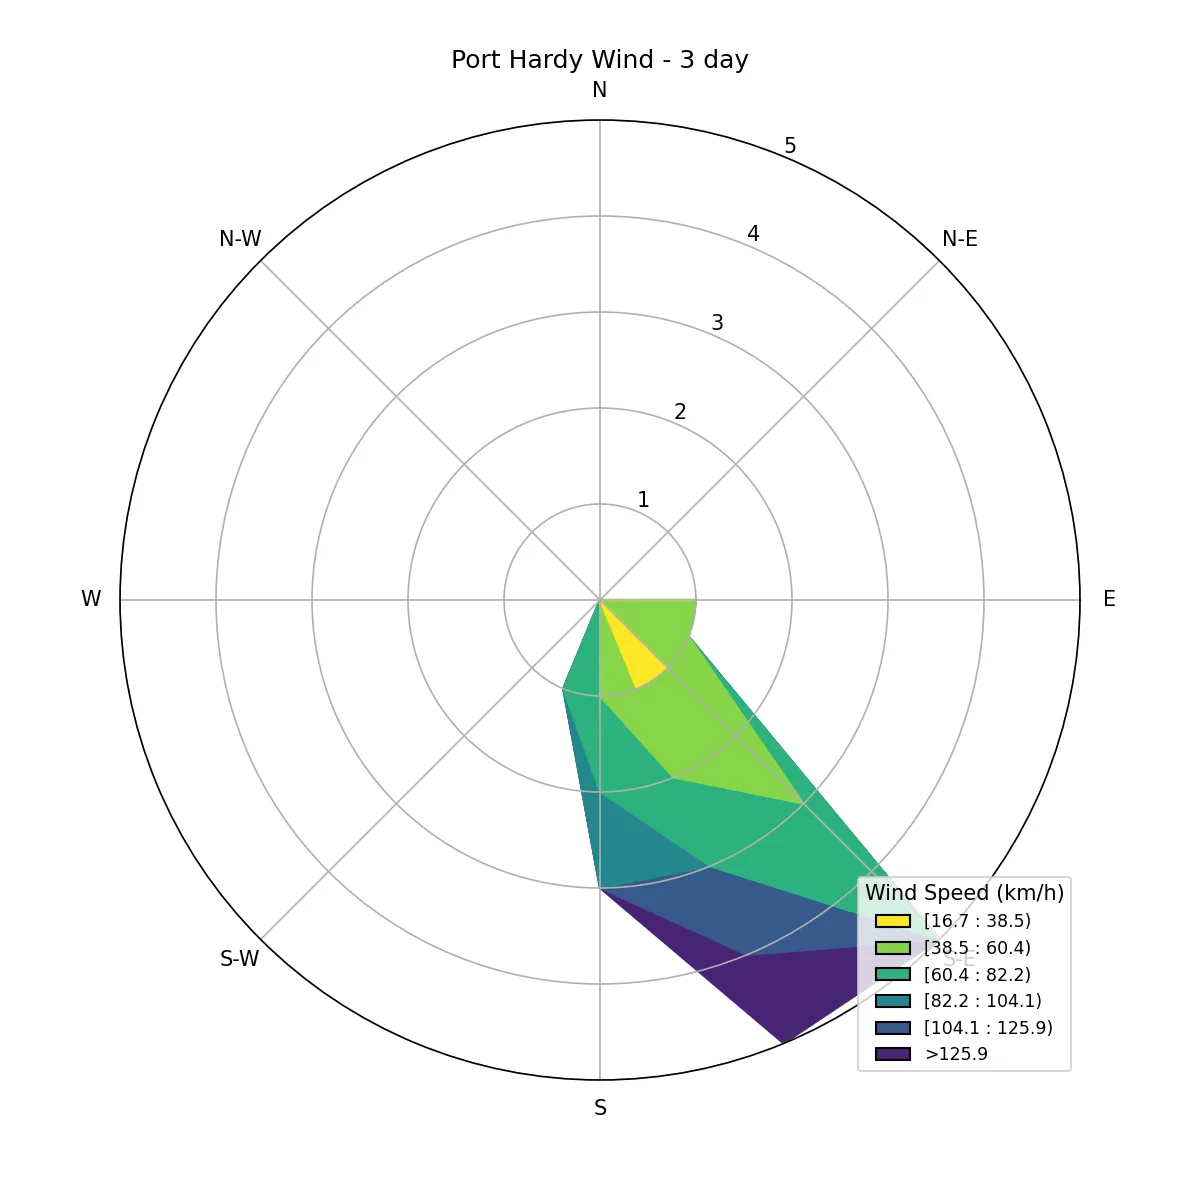 Port Hardy Wind - 3 day
N
5
N-W
4
N-E
3
2
1
W
E
Wind Speed (km/h)
[16.7 : 38.5)
[38.5 : 60.4)
[60.4 : 82.2)
[82.2 : 104.1)
[104.1 : 125.9)
>125.9
S-W
S-E
S